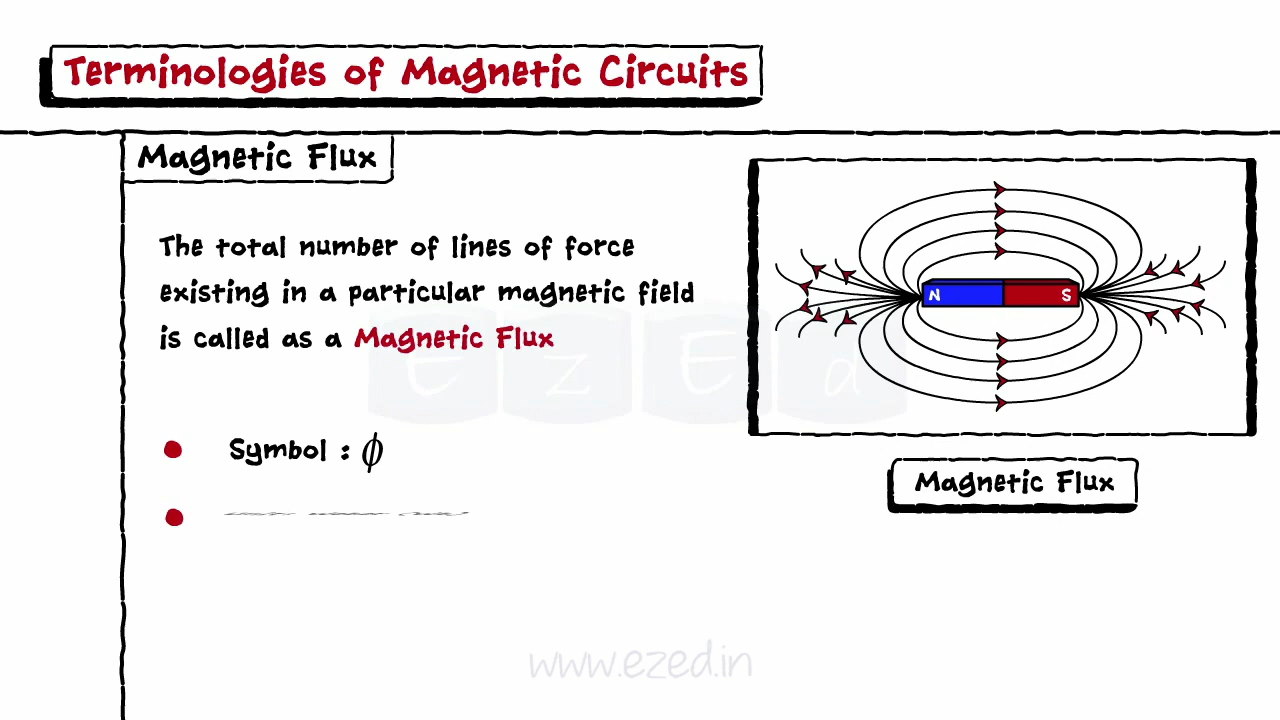 Terminologies of Magnetic Circuits
Magnetic Flux
The total number of lines of force
existing in a particular magnetic field
is called as a Magnetic Flux
Symbol : ϕ
N
S
Magnetic Flux
EzEd
www.ezed.in